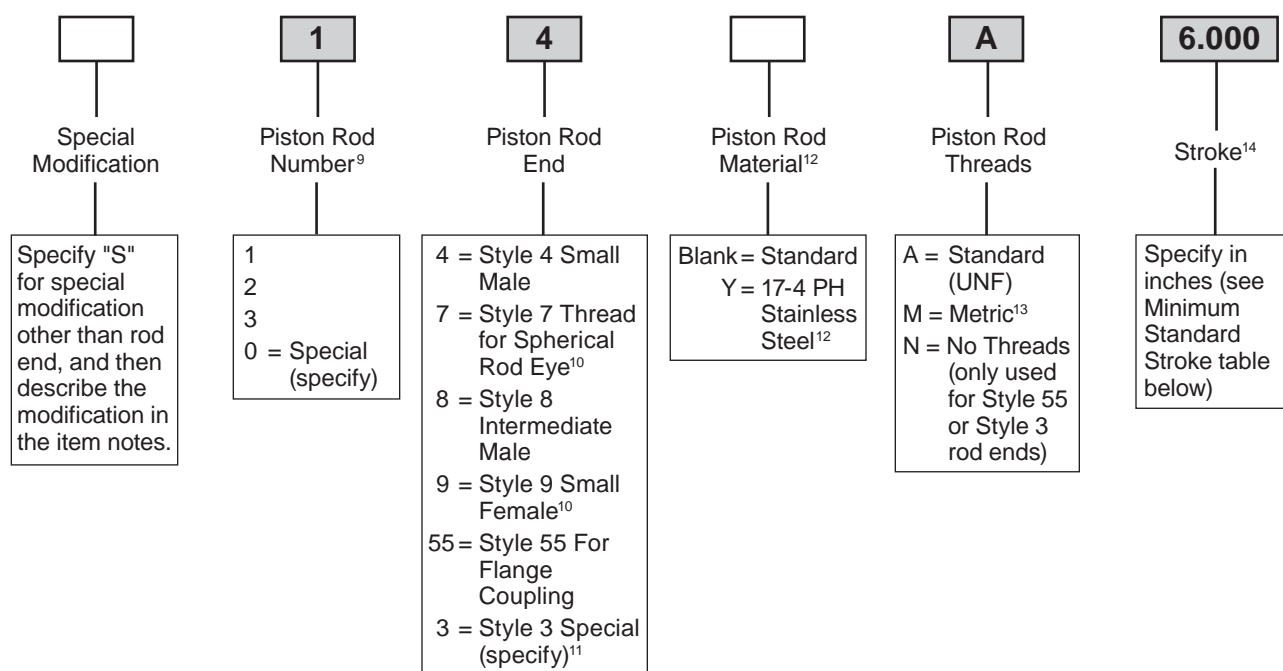 1
4
A
6.000
Special
Modification
Piston Rod
Number⁹
Piston Rod
End
Piston Rod
Material¹²
Piston Rod
Threads
Stroke¹⁴
Specify "S"
for special
modification
other than rod
end, and then
describe the
modification in
the item notes.
1
2
3
0 = Special
(specify)
4 = Style 4 Small
Male
7 = Style 7 Thread
for Spherical
Rod Eye¹⁰
8 = Style 8
Intermediate
Male
9 = Style 9 Small
Female¹⁰
55 = Style 55 For
Flange
Coupling
3 = Style 3 Special
(specify)¹¹
Blank = Standard
Y = 17-4 PH
Stainless
Steel¹²
A = Standard
(UNF)
M = Metric¹³
N = No Threads
(only used
for Style 55
or Style 3
rod ends)
Specify in
inches (see
Minimum
Standard
Stroke table
below)